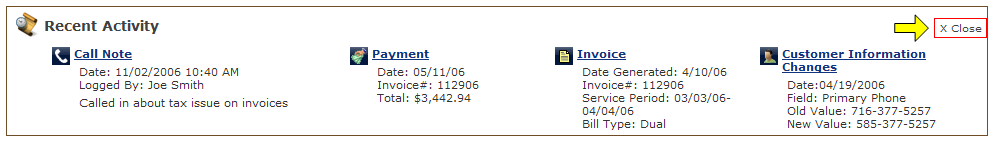 Recent Activity
X Close
Call Note
Date: 11/02/2006 10:40 AM
Logged By: Joe Smith
Called in about tax issue on invoices
Payment
Date: 05/11/06
Invoice#: 112906
Total: $3,442.94
Invoice
Date Generated: 4/10/06
Invoice#: 112906
Service Period: 03/03/06-
04/04/06
Bill Type: Dual
Customer Information
Changes
Date:04/19/2006
Field: Primary Phone
Old Value: 716-377-5257
New Value: 585-377-5257